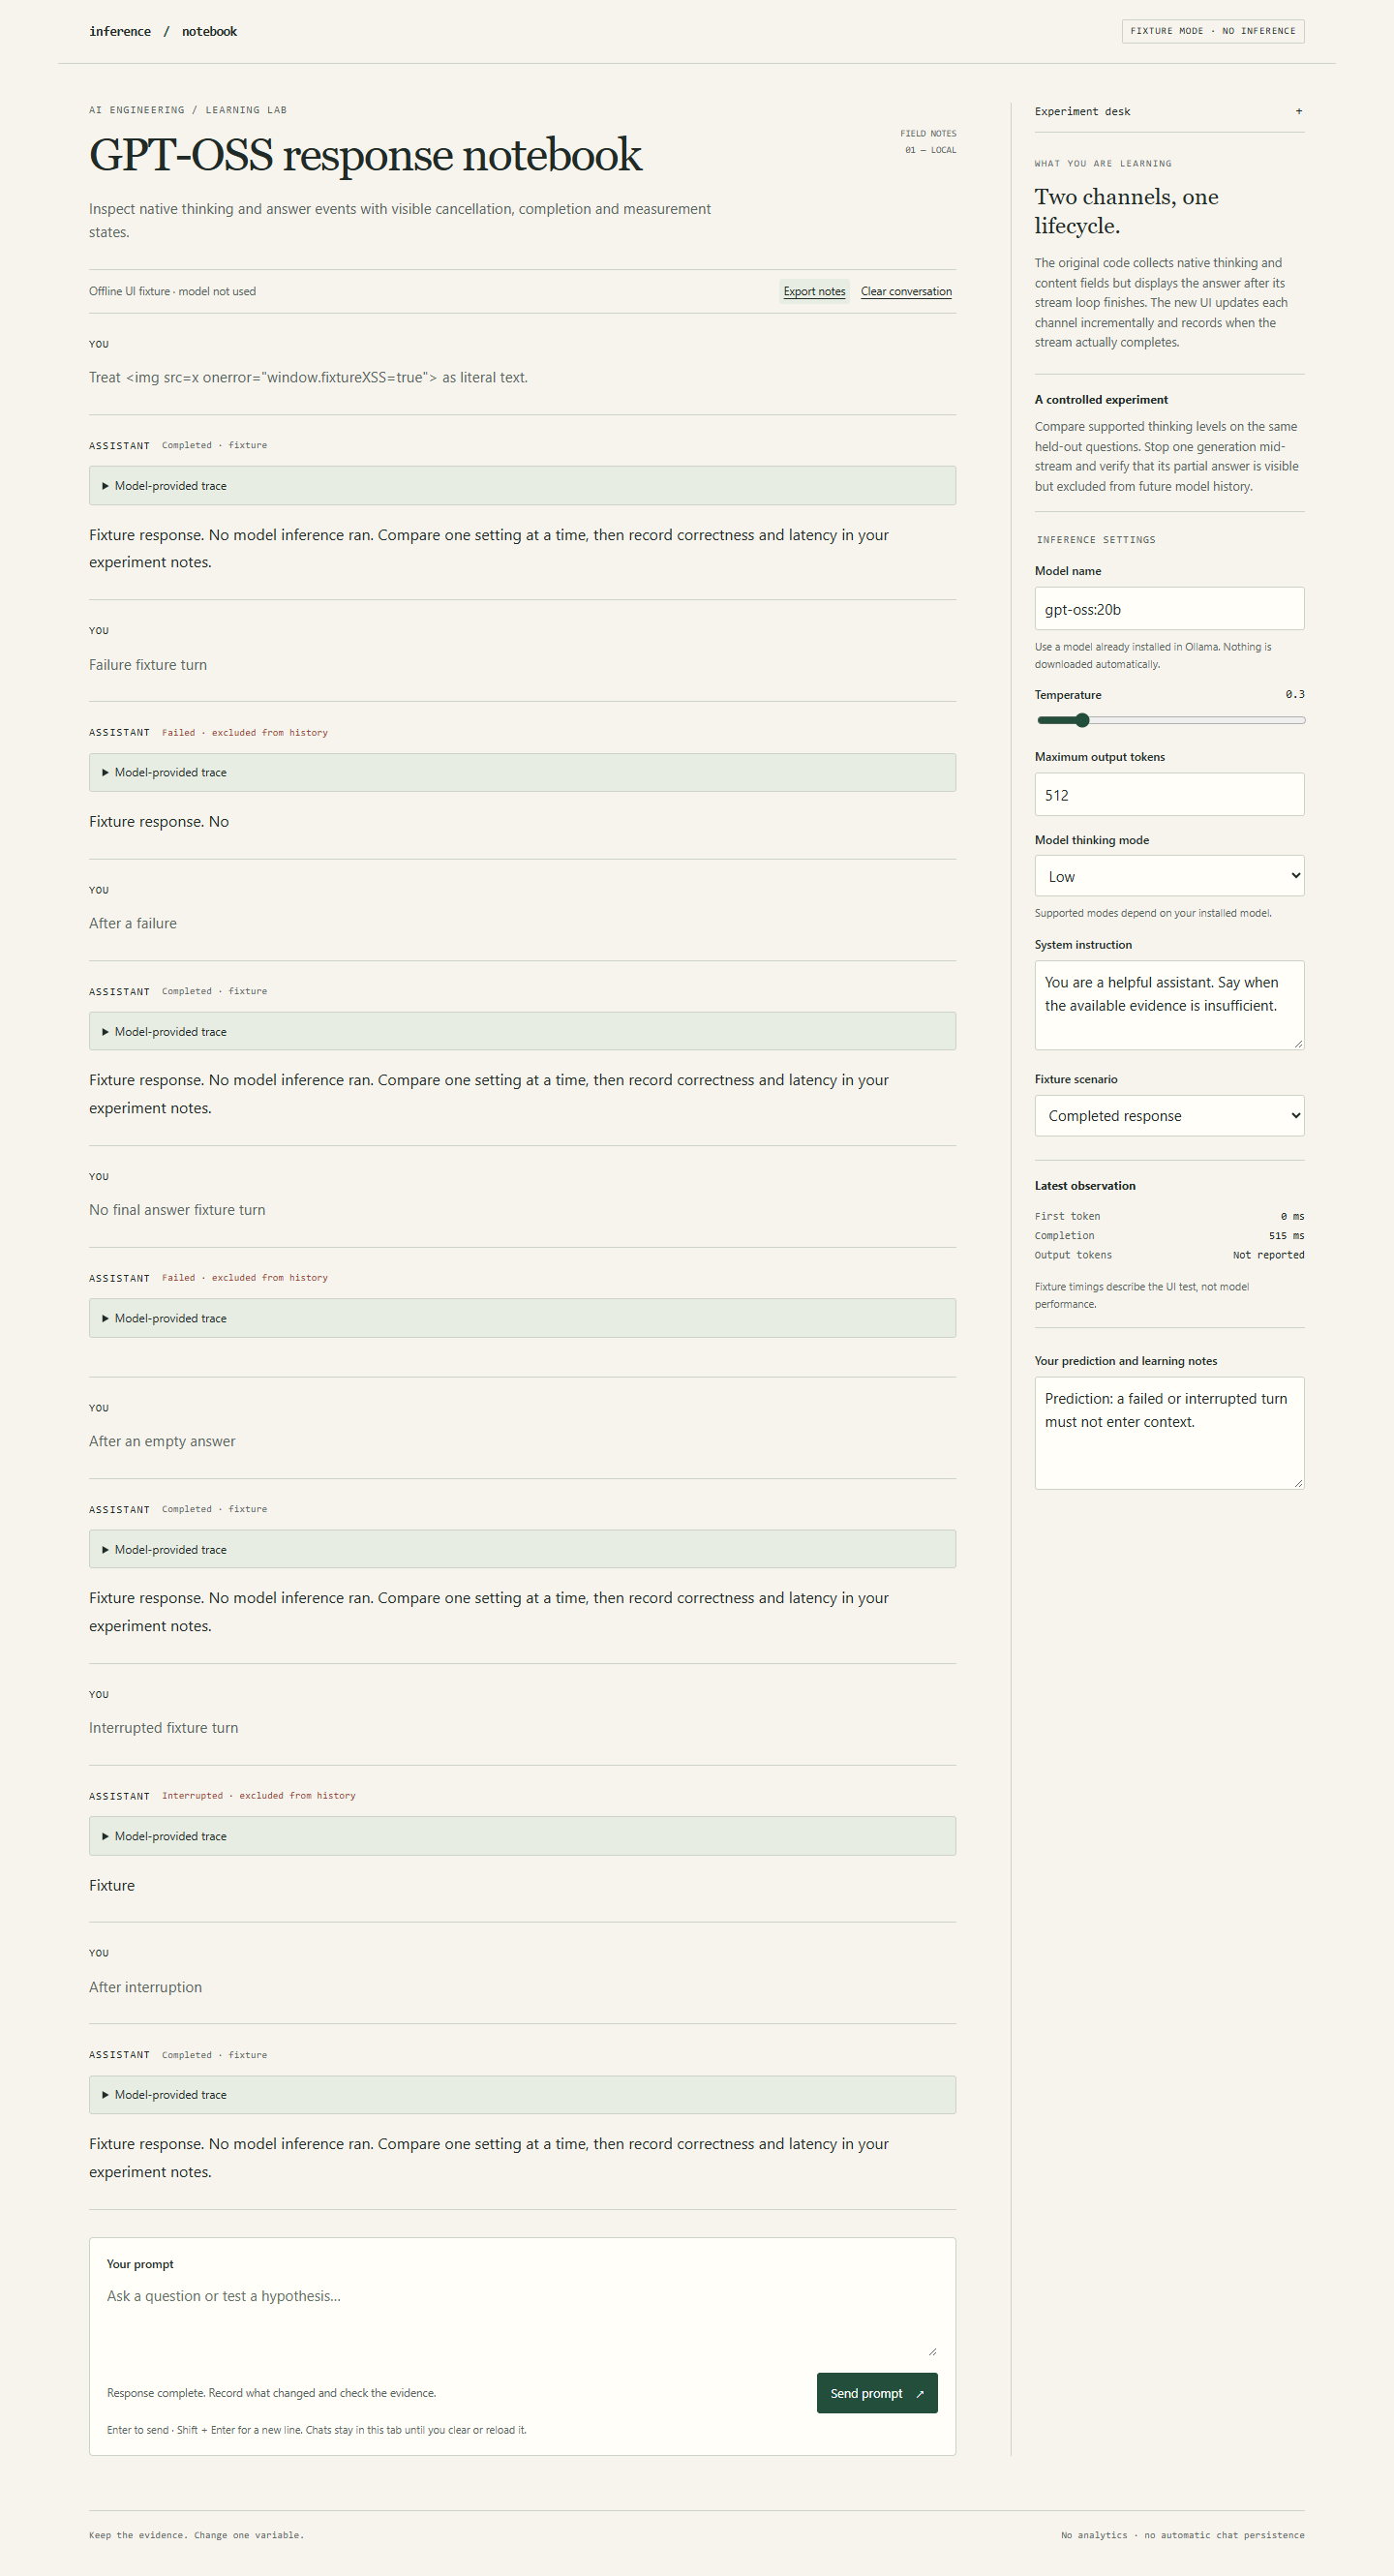 inference / notebook
FIXTURE MODE · NO INFERENCE
AI ENGINEERING / LEARNING LAB
GPT-OSS response notebook
FIELD NOTES
01 — LOCAL
Inspect native thinking and answer events with visible cancellation, completion and measurement
states.
Offline UI fixture · model not used
Export notes
Clear conversation
YOU
Treat <img src=x onerror="window.fixtureXSS=true"> as literal text.
ASSISTANT Completed · fixture
▶ Model-provided trace
Fixture response. No model inference ran. Compare one setting at a time, then record correctness and latency in your
experiment notes.
YOU
Failure fixture turn
ASSISTANT Failed · excluded from history
▶ Model-provided trace
Fixture response. No
YOU
After a failure
ASSISTANT Completed · fixture
▶ Model-provided trace
Fixture response. No model inference ran. Compare one setting at a time, then record correctness and latency in your
experiment notes.
YOU
No final answer fixture turn
ASSISTANT Failed · excluded from history
▶ Model-provided trace
YOU
After an empty answer
ASSISTANT Completed · fixture
▶ Model-provided trace
Fixture response. No model inference ran. Compare one setting at a time, then record correctness and latency in your
experiment notes.
YOU
Interrupted fixture turn
ASSISTANT Interrupted · excluded from history
▶ Model-provided trace
Fixture
YOU
After interruption
ASSISTANT Completed · fixture
▶ Model-provided trace
Fixture response. No model inference ran. Compare one setting at a time, then record correctness and latency in your
experiment notes.
Your prompt
Ask a question or test a hypothesis...
Response complete. Record what changed and check the evidence.
Send prompt ↗
Enter to send · Shift + Enter for a new line. Chats stay in this tab until you clear or reload it.
Experiment desk +
WHAT YOU ARE LEARNING
Two channels, one
lifecycle.
The original code collects native thinking and
content fields but displays the answer after its
stream loop finishes. The new UI updates each
channel incrementally and records when the
stream actually completes.
A controlled experiment
Compare supported thinking levels on the same
held-out questions. Stop one generation mid-
stream and verify that its partial answer is visible
but excluded from future model history.
INFERENCE SETTINGS
Model name
gpt-oss:20b
Use a model already installed in Ollama. Nothing is
downloaded automatically.
Temperature 0.3
Maximum output tokens
512
Model thinking mode
Low
Supported modes depend on your installed model.
System instruction
You are a helpful assistant. Say when
the available evidence is insufficient.
Fixture scenario
Completed response
Latest observation
First token 0 ms
Completion 515 ms
Output tokens Not reported
Fixture timings describe the UI test, not model
performance.
Your prediction and learning notes
Prediction: a failed or interrupted turn
must not enter context.
Keep the evidence. Change one variable.
No analytics · no automatic chat persistence